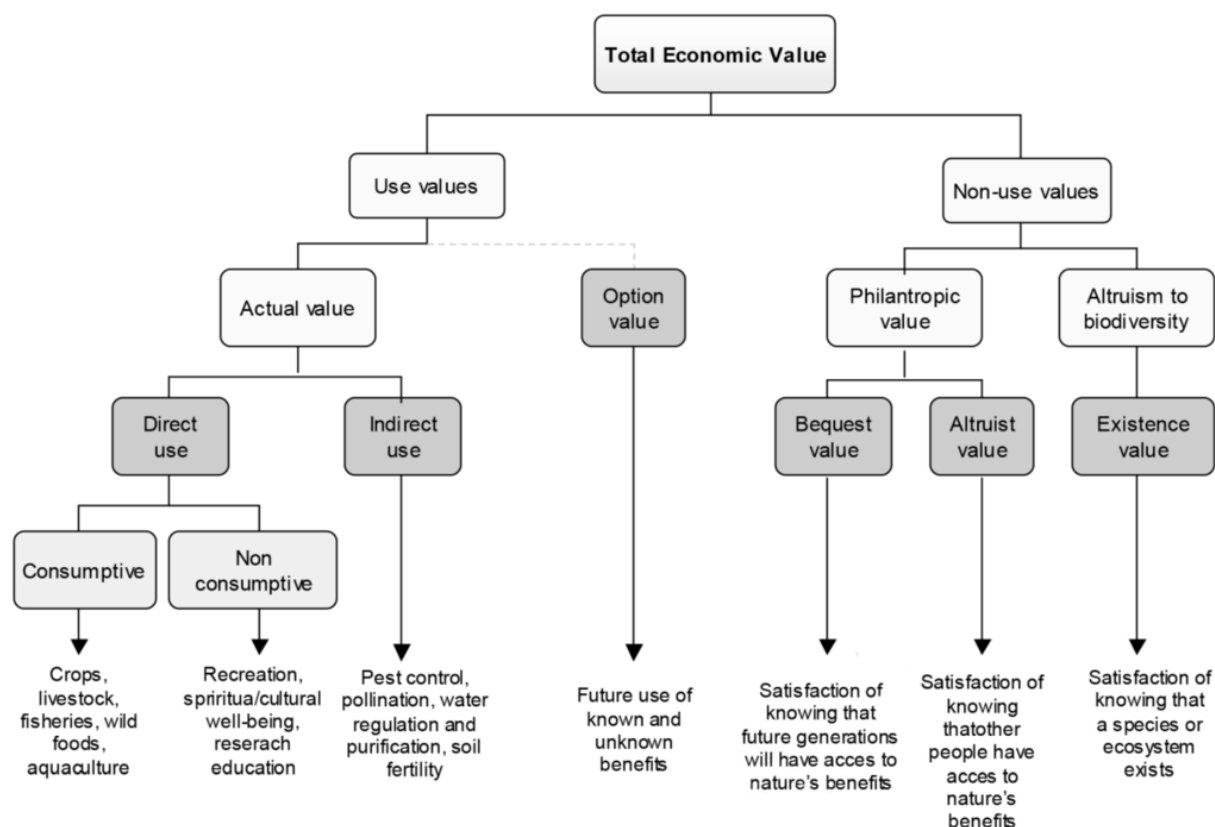 Total Economic Value
Use values
Non-use values
Actual value
Option
value
Philantropic
value
Altruism to
biodiversity
Direct
use
Indirect
use
Bequest
value
Altruist
value
Existence
value
Consumptive
Non
consumptive
Crops,
livestock,
fisheries, wild
foods,
aquaculture
Recreation,
spriritua/cultural
well-being,
reserach
education
Pest control,
pollination, water
regulation and
purification, soil
fertility
Future use of
known and
unknown
benefits
Satisfaction of
knowing that
future generations
will have acces to
nature's benefits
Satisfaction of
knowing
thatother
people have
acces to
nature's
benefits
Satisfaction of
knowing that
a species or
ecosystem
exists